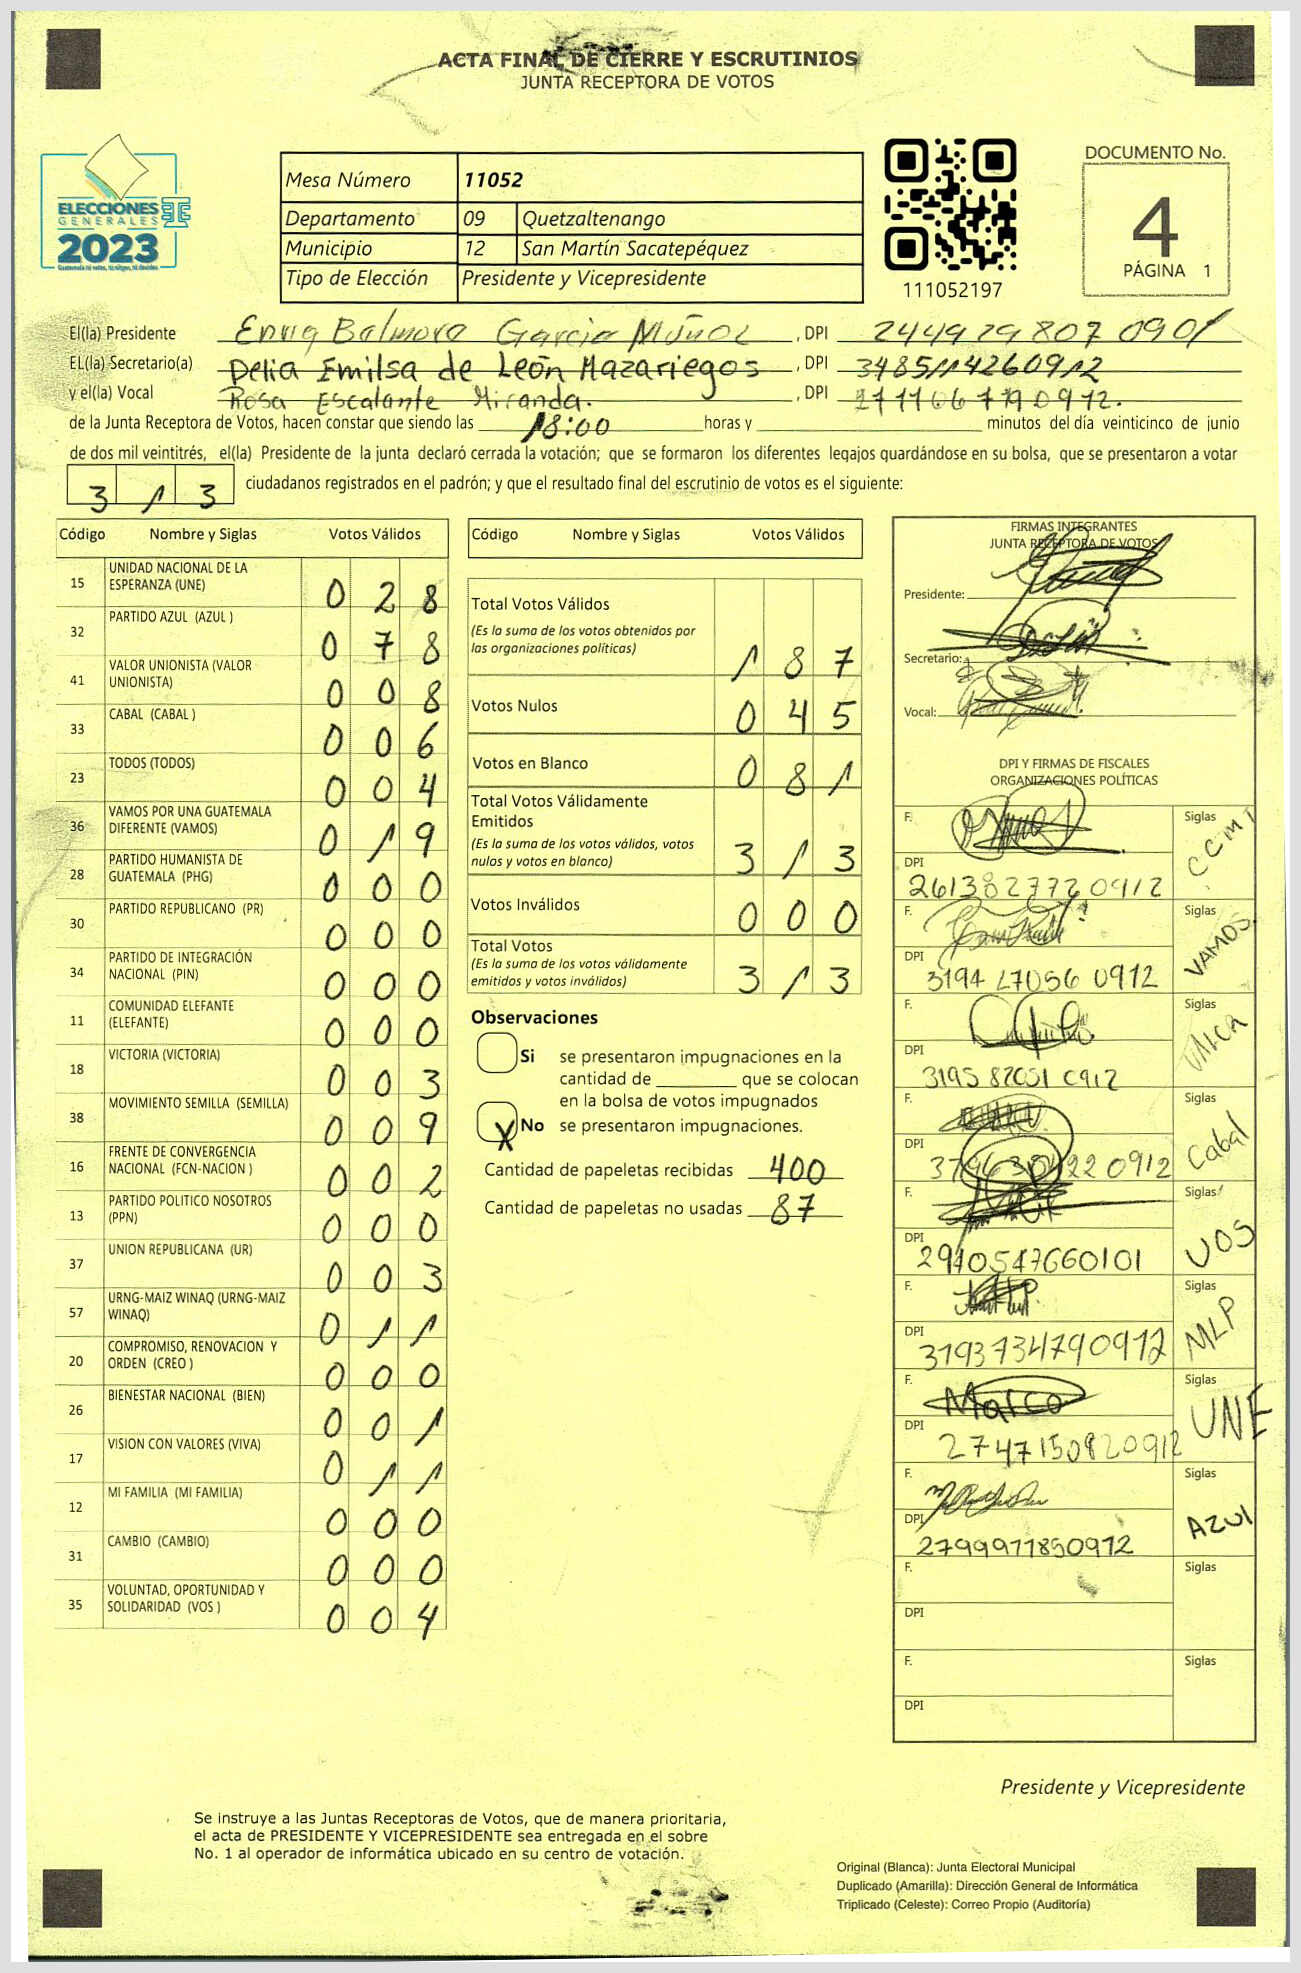 ACTA FINAL DE CIERRE Y ESCRUTINIOS
JUNTA RECEPTORA DE VOTOS
ELECCIONES
GENERALES
2023
Mesa Número 11052
Departamento 09 Quetzaltenango
Municipio 12 San Martín Sacatepéquez
Tipo de Elección Presidente y Vicepresidente
111052197
DOCUMENTO No.
4
PÁGINA 1
El(la) Presidente Garcia Muñoz , DPI
EL(la) Secretario(a) Delia Emilsa de León Mazariegos , DPI 3485114260912
y el(la) Vocal Rosa Escalante Miranda. , DPI
de la Junta Receptora de Votos, hacen constar que siendo las 18:00 horas y minutos del día veinticinco de junio
de dos mil veintitrés, el(la) Presidente de la junta declaró cerrada la votación; que se formaron los diferentes legajos guardándose en su bolsa, que se presentaron a votar
3 1 3 ciudadanos registrados en el padrón; y que el resultado final del escrutinio de votos es el siguiente:
Código Nombre y Siglas Votos Válidos
15 UNIDAD NACIONAL DE LA
ESPERANZA (UNE) 0 2 8
32 PARTIDO AZUL (AZUL ) 0 7 8
41 VALOR UNIONISTA (VALOR
UNIONISTA) 0 0 8
33 CABAL (CABAL ) 0 0 6
23 TODOS (TODOS) 0 0 4
36 VAMOS POR UNA GUATEMALA
DIFERENTE (VAMOS) 0 1 9
28 PARTIDO HUMANISTA DE
GUATEMALA (PHG) 0 0 0
30 PARTIDO REPUBLICANO (PR) 0 0 0
34 PARTIDO DE INTEGRACIÓN
NACIONAL (PIN) 0 0 0
11 COMUNIDAD ELEFANTE
(ELEFANTE) 0 0 0
18 VICTORIA (VICTORIA) 0 0 3
38 MOVIMIENTO SEMILLA (SEMILLA) 0 0 9
16 FRENTE DE CONVERGENCIA
NACIONAL (FCN-NACION ) 0 0 2
13 PARTIDO POLITICO NOSOTROS
(PPN) 0 0 0
37 UNION REPUBLICANA (UR) 0 0 3
57 URNG-MAIZ WINAQ (URNG-MAIZ
WINAQ) 0 1 1
20 COMPROMISO, RENOVACION Y
ORDEN (CREO ) 0 0 0
26 BIENESTAR NACIONAL (BIEN) 0 0 1
17 VISION CON VALORES (VIVA) 0 1 1
12 MI FAMILIA (MI FAMILIA) 0 0 0
31 CAMBIO (CAMBIO) 0 0 0
35 VOLUNTAD, OPORTUNIDAD Y
SOLIDARIDAD (VOS ) 0 0 4
Código Nombre y Siglas Votos Válidos
Total Votos Válidos
(Es la suma de los votos obtenidos por
las organizaciones políticas) 1 8 7
Votos Nulos 0 4 5
Votos en Blanco 0 8 1
Total Votos Válidamente
Emitidos
(Es la suma de los votos válidos, votos
nulos y votos en blanco) 3 1 3
Votos Inválidos 0 0 0
Total Votos
(Es la suma de los votos válidamente
emitidos y votos inválidos) 3 1 3
Observaciones
Si se presentaron impugnaciones en la
cantidad de ________ que se colocan
en la bolsa de votos impugnados
X No se presentaron impugnaciones.
Cantidad de papeletas recibidas 400
Cantidad de papeletas no usadas 87
FIRMAS INTEGRANTES
JUNTA RECEPTORA DE VOTOS
Presidente:
Secretario:
Vocal:
DPI Y FIRMAS DE FISCALES
ORGANIZACIONES POLÍTICAS
F. Siglas
DPI 2613827720912
F. Siglas VAMOS
DPI 3194 27056 0912
F. Siglas
DPI 3195 82051 0912
F. Siglas Cabal
DPI
F. Siglas VOS
DPI 2940547660101
F. Siglas MLP
DPI 3193734790912
F. Marco Siglas UNE
DPI 2747150820912
F. Siglas AZUl
DPI 2799971850912
F. Siglas
DPI
F. Siglas
DPI
Presidente y Vicepresidente
Se instruye a las Juntas Receptoras de Votos, que de manera prioritaria,
el acta de PRESIDENTE Y VICEPRESIDENTE sea entregada en el sobre
No. 1 al operador de informática ubicado en su centro de votación.
Original (Blanca): Junta Electoral Municipal
Duplicado (Amarilla): Dirección General de Informática
Triplicado (Celeste): Correo Propio (Auditoría)